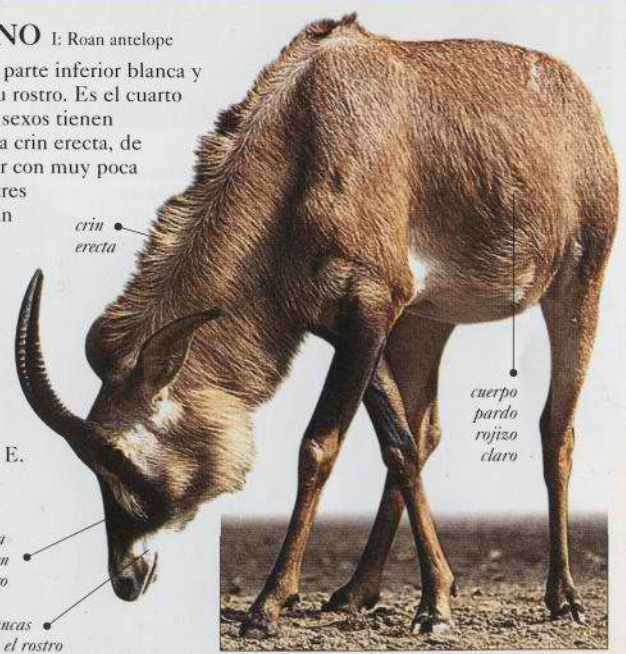 NO I: Roan antelope
parte inferior blanca y
u rostro. Es el cuarto
sexos tienen
a crin erecta, de
r con muy poca
tres
n
crin
erecta
cuerpo
pardo
rojizo
claro
E.
a
n
o
ncas
el rostro